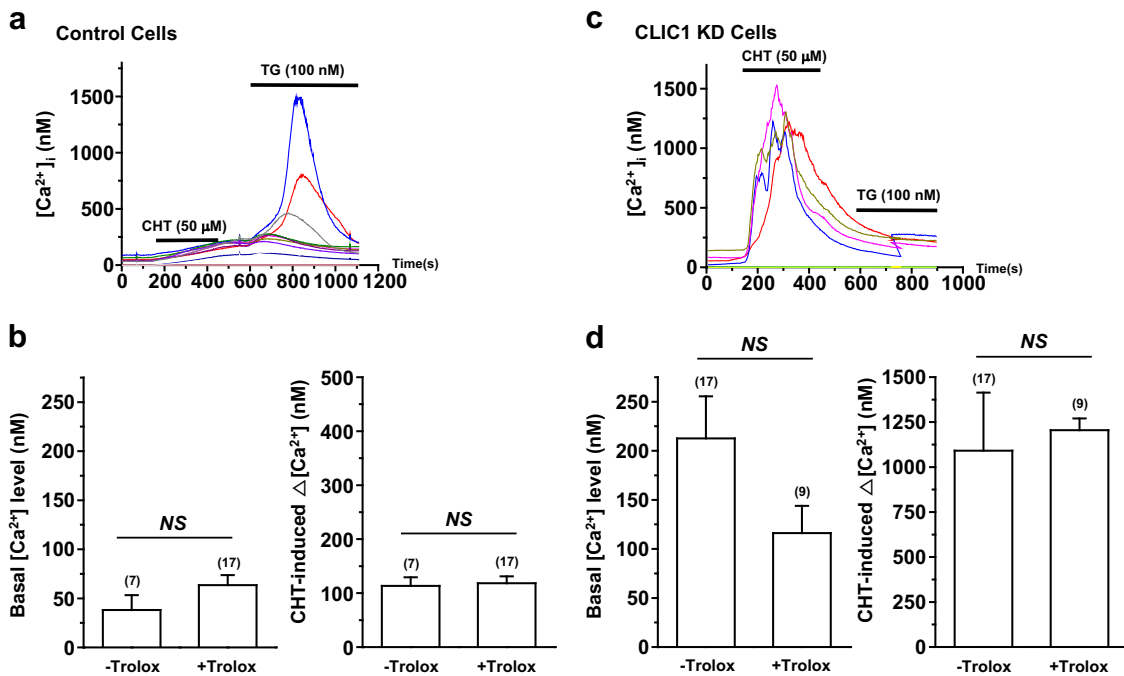 a
Control Cells
TG (100 nM)
CHT (50 µM)
[Ca²⁺]i (nM)
1500
1000
500
250
0
0 200 400 600 800 1000 1200
Time(s)
c
CLIC1 KD Cells
CHT (50 µM)
TG (100 nM)
[Ca²⁺]i (nM)
1500
1000
500
0
0 200 400 600 800 1000
Time(s)
b
Basal [Ca²⁺] level (nM)
250
200
150
100
50
0
NS
(7)
(17)
-Trolox +Trolox
CHT-induced △[Ca²⁺] (nM)
500
400
300
200
100
0
NS
(7)
(17)
-Trolox +Trolox
d
Basal [Ca²⁺] level (nM)
250
200
150
100
50
0
NS
(17)
(9)
-Trolox +Trolox
CHT-induced △[Ca²⁺] (nM)
1500
1250
1000
750
500
250
0
NS
(17)
(9)
-Trolox +Trolox